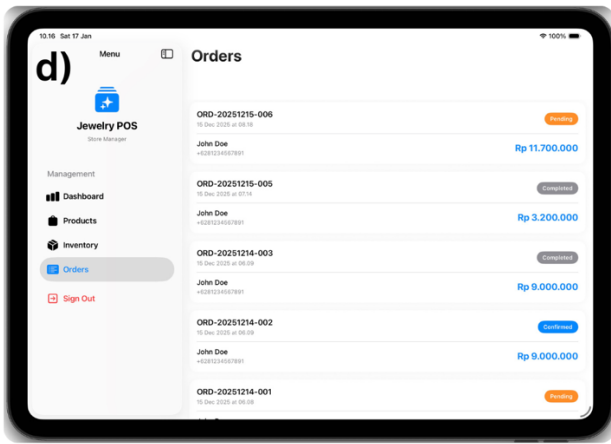 10.16 Sat 17 Jan
100%
d)
Menu
Orders
Jewelry POS
Store Manager
Management
Dashboard
Products
Inventory
Orders
Sign Out
ORD-20251215-006
Pending
15 Dec 2025 at 08.18
John Doe
Rp 11.700.000
+6281234567891
ORD-20251215-005
Completed
15 Dec 2025 at 07.14
John Doe
Rp 3.200.000
+6281234567891
ORD-20251214-003
Completed
15 Dec 2025 at 06.09
John Doe
Rp 9.000.000
+6281234567891
ORD-20251214-002
Confirmed
15 Dec 2025 at 06.09
John Doe
Rp 9.000.000
+6281234567891
ORD-20251214-001
Pending
15 Dec 2025 at 06.08